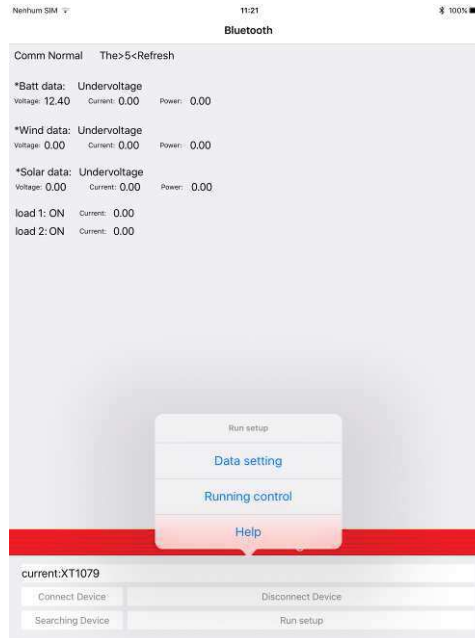 Nenhum SIM 11:21 100%
Bluetooth
Comm Normal The>5<Refresh
*Batt data: Undervoltage
Voltage: 12.40 Current: 0.00 Power: 0.00
*Wind data: Undervoltage
Voltage: 0.00 Current: 0.00 Power: 0.00
*Solar data: Undervoltage
Voltage: 0.00 Current: 0.00 Power: 0.00
load 1: ON Current: 0.00
load 2: ON Current: 0.00
Run setup
Data setting
Running control
Help
current:XT1079
Connect Device Disconnect Device
Searching Device Run setup